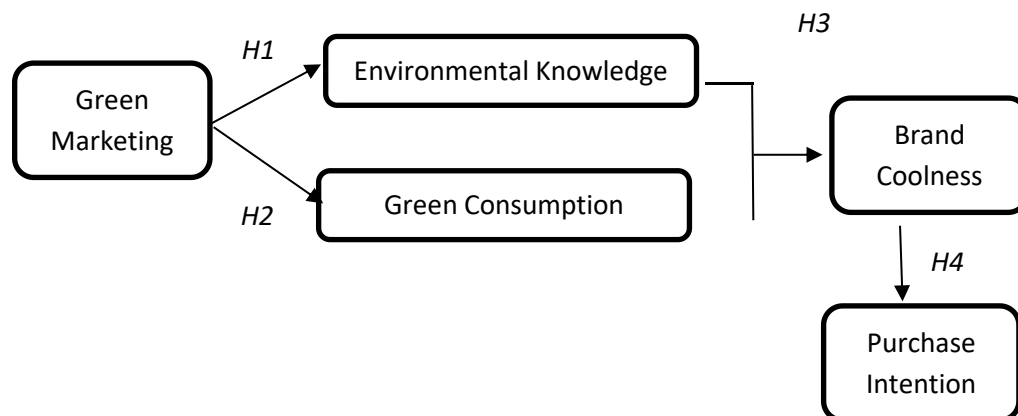 H3
H1
Environmental Knowledge
Green
Marketing
Brand
Coolness
Green Consumption
H2
H4
Purchase
Intention